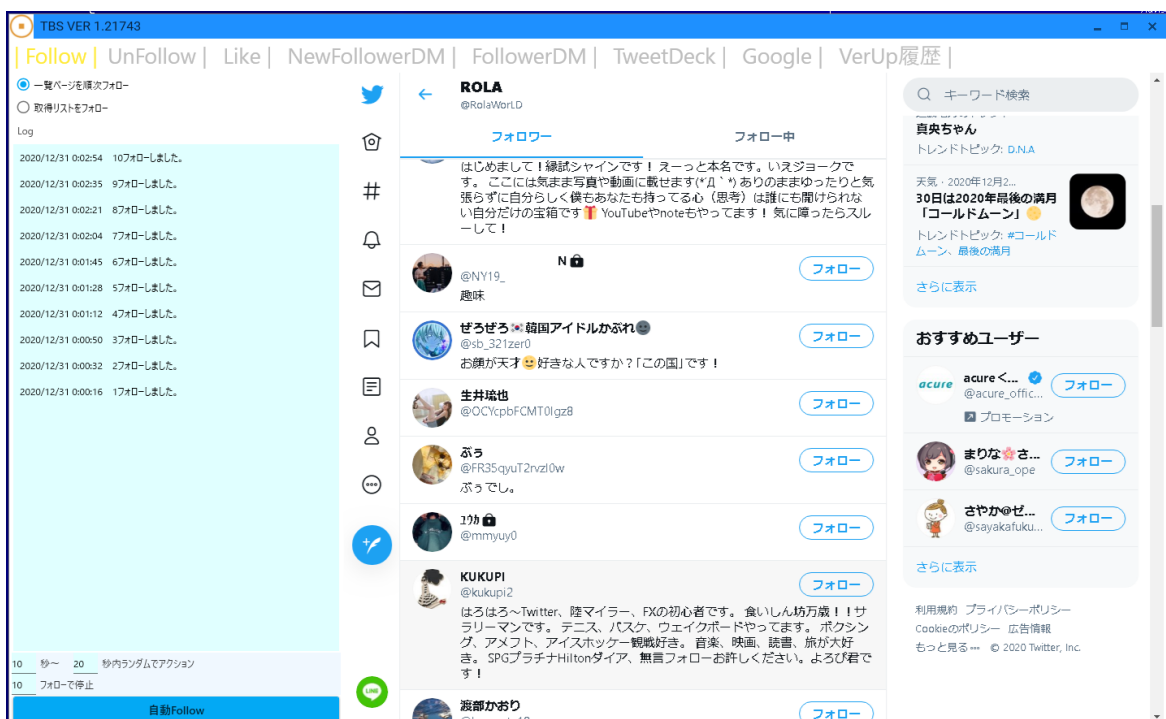 TBS VER 1.21743
| Follow | UnFollow | Like | NewFollowerDM | FollowerDM | TweetDeck | Google | VerUp履歴 |
一覧ページを順次フォロー
取得リストをフォロー
Log
2020/12/31 0:02:54 10フォローしました。
2020/12/31 0:02:35 9フォローしました。
2020/12/31 0:02:21 8フォローしました。
2020/12/31 0:02:04 7フォローしました。
2020/12/31 0:01:45 6フォローしました。
2020/12/31 0:01:28 5フォローしました。
2020/12/31 0:01:12 4フォローしました。
2020/12/31 0:00:50 3フォローしました。
2020/12/31 0:00:32 2フォローしました。
2020/12/31 0:00:16 1フォローしました。
10 秒～ 20 秒内ランダムでアクション
10 フォローで停止
自動Follow
LINE
ROLA
@RolaWorLD
フォロワー フォロー中
はじめまして！縁試シャインです！ えーっと本名です。いえジョークで
す。 ここには気まま写真や動画に載せます(*´Д｀*) ありのままゆったりと気
張らずに自分らしく僕もあなたも持ってる心（思考）は誰にも開けられな
い自分だけの宝箱です🎁 YouTubeやnoteもやってます！ 気に障ったらスル
ーして！
N🔒
@NY19_
フォロー
趣味
ぜろぜろ🇰🇷韓国アイドルかぶれ🌚
@sb_321zer0
フォロー
お顔が天才🙂好きな人ですか？「この国」です！
生井琉也
@OCYcpbFCMT0Igz8
フォロー
ぶぅ
@FR35qyuT2rvzI0w
フォロー
ぶぅでし。
ﾕｳｶ🔒
@mmyuy0
フォロー
KUKUPI
@kukupi2
フォロー
はろはろ～Twitter、陸マイラー、FXの初心者です。 食いしん坊万歳！！サ
ラリーマンです。 テニス、バスケ、ウェイクボードやってます。 ボクシン
グ、アメフト、アイスホッケー観戦好き。 音楽、映画、読書、旅が大好
き。 SPGプラチナHiltonダイア、無言フォローお許しください。よろぴ君で
す！
渡部かおり
フォロー
キーワード検索
真央ちゃん
トレンドトピック: D.N.A
天気 · 2020年12月2...
30日は2020年最後の満月
「コールドムーン」🌕
トレンドトピック: #コールド
ムーン、最後の満月
さらに表示
おすすめユーザー
acure
acure く...
@acure_offic...
フォロー
プロモーション
まりな🌸さ...
@sakura_ope
フォロー
さやか@ゼ...
@sayakafuku...
フォロー
さらに表示
利用規約 プライバシーポリシー
Cookieのポリシー 広告情報
もっと見る··· © 2020 Twitter, Inc.